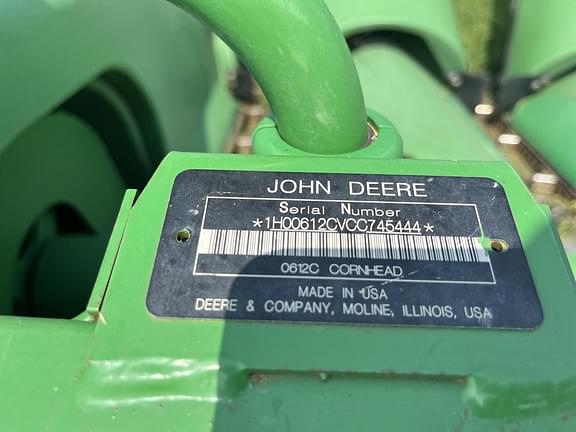 JOHN DEERE
Serial Number
*1H00612CVCC745444*
0612C CORNHEAD
MADE IN USA
DEERE & COMPANY, MOLINE, ILLINOIS, USA